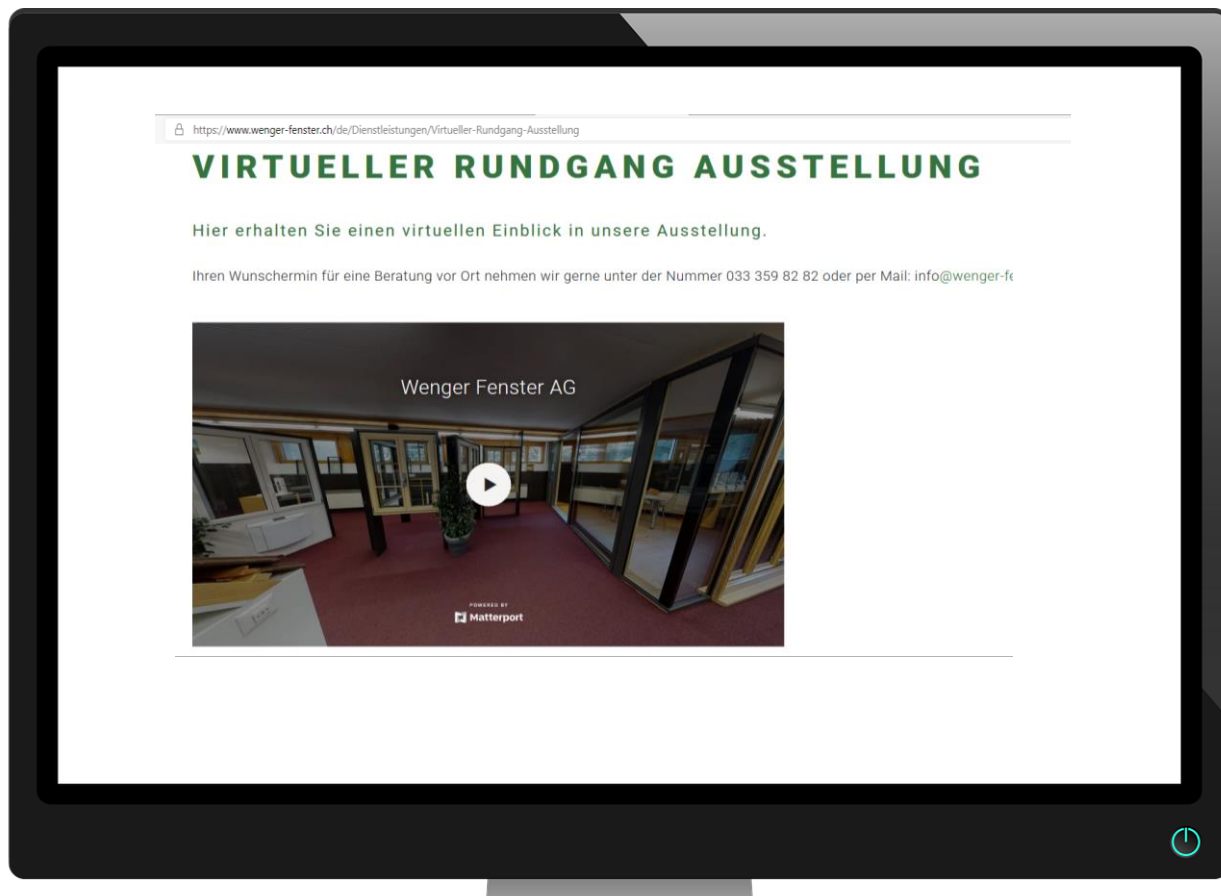 https://www.wenger-fenster.ch/de/Dienstleistungen/Virtueller-Rundgang-Ausstellung
VIRTUELLER RUNDGANG AUSSTELLUNG
Hier erhalten Sie einen virtuellen Einblick in unsere Ausstellung.
Ihren Wunschermin für eine Beratung vor Ort nehmen wir gerne unter der Nummer 033 359 82 82 oder per Mail: info@wenger-fe
Wenger Fenster AG
POWERED BY
Matterport